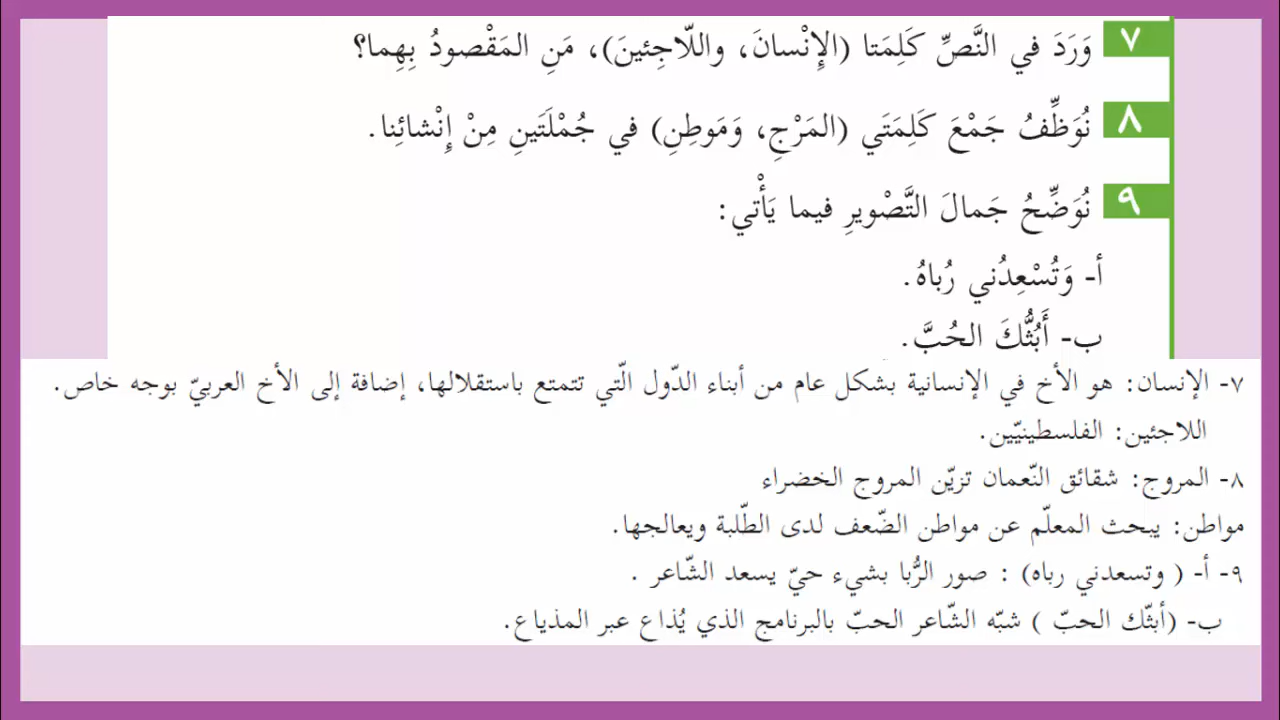 ٧ وَرَدَ في النَّصِّ كَلِمَتا (الإِنْسانَ، واللّاجِئينَ)، مَنِ المَقْصودُ بِهِما؟
٨ نُوَظِّفُ جَمْعَ كَلِمَتَي (المَرْجِ، وَمَوطِنِ) في جُمْلَتَينِ مِنْ إِنْشائِنا.
٩ نُوَضِّحُ جَمالَ التَّصْويرِ فيما يَأْتي:
أ- وَتُسْعِدُني رُباهُ.
ب- أَبُثُّكَ الحُبَّ.
٧- الإنسان: هو الأخ في الإنسانية بشكل عام من أبناء الدّول الّتي تتمتع باستقلالها، إضافة إلى الأخ العربيّ بوجه خاص.
اللاجئين: الفلسطينيّين.
٨- المروج: شقائق النّعمان تزيّن المروج الخضراء
مواطن: يبحث المعلّم عن مواطن الضّعف لدى الطّلبة ويعالجها.
٩- أ- ( وتسعدني رباه) : صور الرُّبا بشيء حيّ يسعد الشّاعر .
ب- (أبثّك الحبّ ) شبّه الشّاعر الحبّ بالبرنامج الذي يُذاع عبر المذياع.